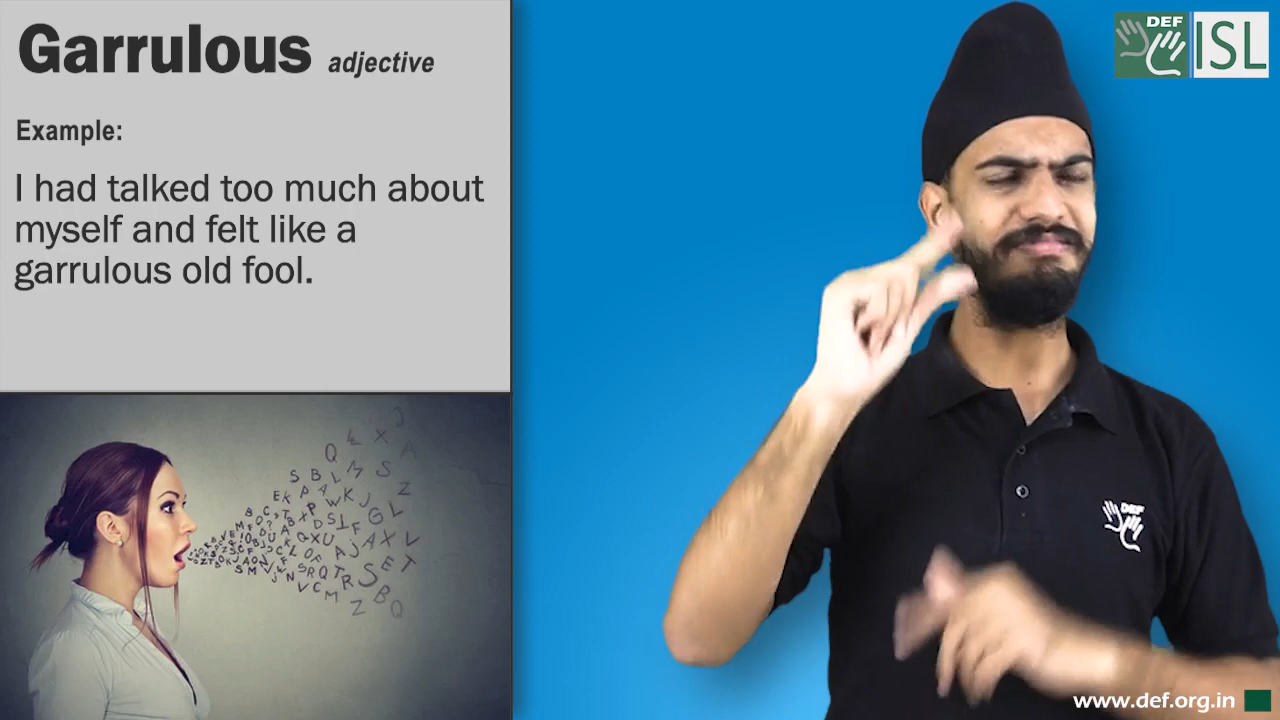 Garrulous adjective
Example:
I had talked too much about
myself and felt like a
garrulous old fool.
DEF
ISL
DEF
www.def.org.in